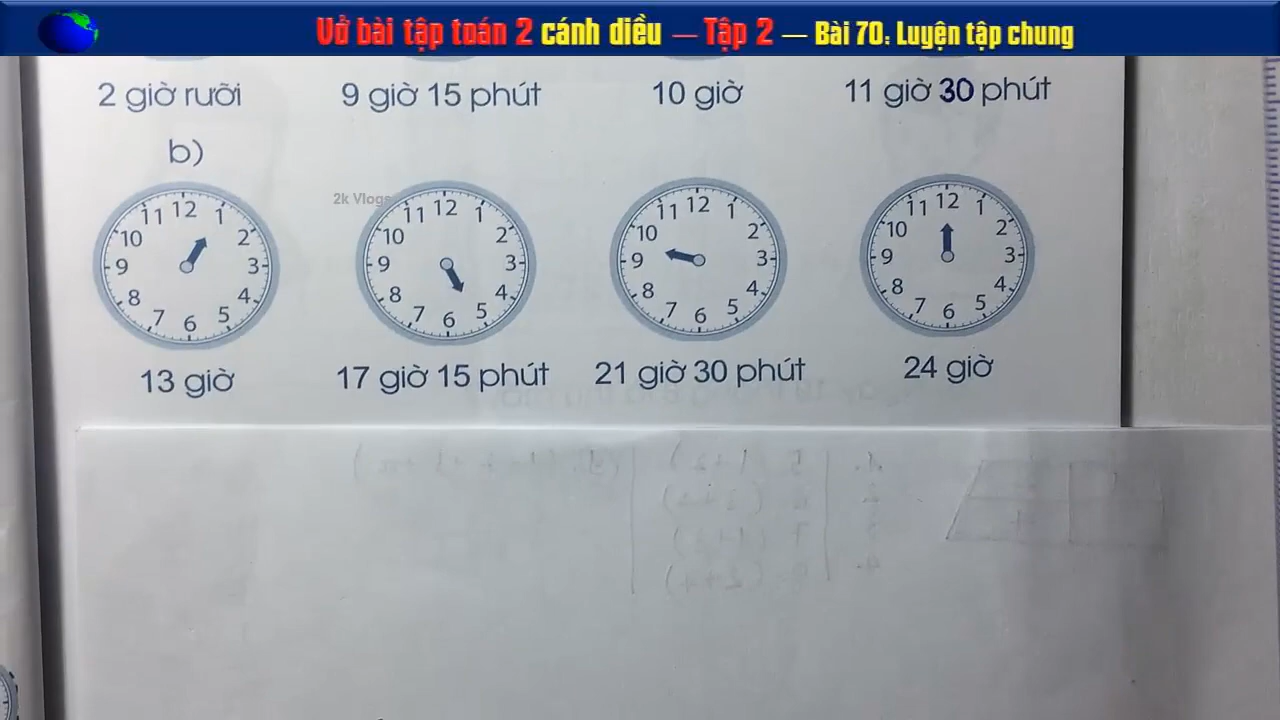 Vở bài tập toán 2 cánh diều — Tập 2 — Bài 70: Luyện tập chung
2 giờ rưỡi 9 giờ 15 phút 10 giờ 11 giờ 30 phút
b)
2k Vlogs
12 1 2 3 4 5 6 7 8 9 10 11
12 1 2 3 4 5 6 7 8 9 10 11
12 1 2 3 4 5 6 7 8 9 10 11
12 1 2 3 4 5 6 7 8 9 10 11
13 giờ 17 giờ 15 phút 21 giờ 30 phút 24 giờ